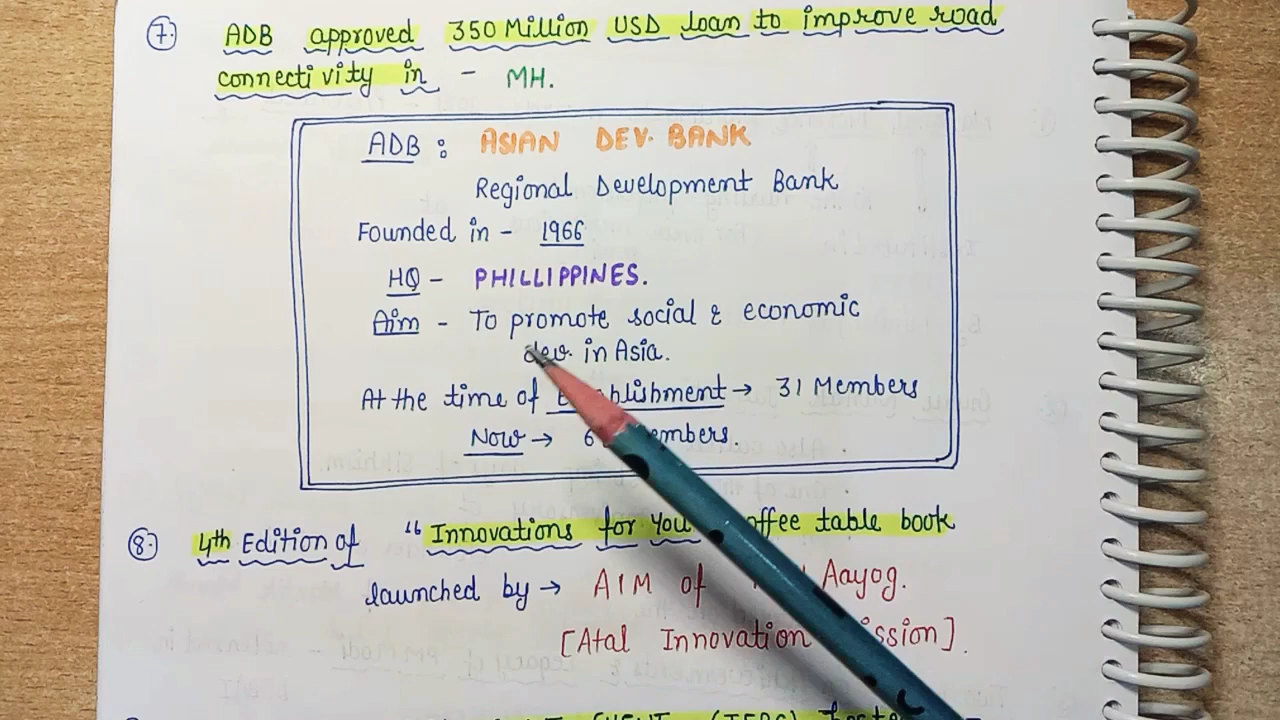 7. ADB approved 350 Million USD loan to improve road
connectivity in - MH.
ADB : ASIAN DEV. BANK
Regional Development Bank
Founded in - 1966
HQ - PHILLIPPINES.
Aim - To promote social & economic
dev. in Asia.
At the time of → 31 Members
Now →
8. 4th Edition of "Innovations for You table book
launched by → AIM of Aayog.
[Atal Innovation